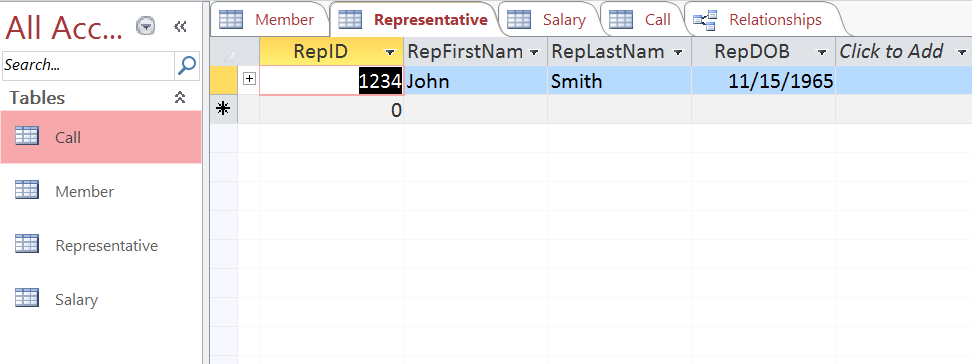 All Acc...
Search...
Tables
Call
Member
Representative
Salary
Member Representative Salary Call Relationships
RepID RepFirstNam RepLastNam RepDOB Click to Add
1234 John Smith 11/15/1965
0